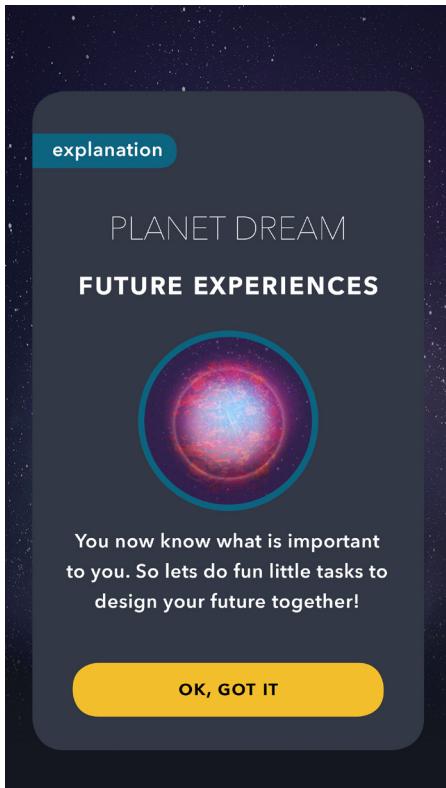 explanation
PLANET DREAM
FUTURE EXPERIENCES
You now know what is important
to you. So lets do fun little tasks to
design your future together!
OK, GOT IT